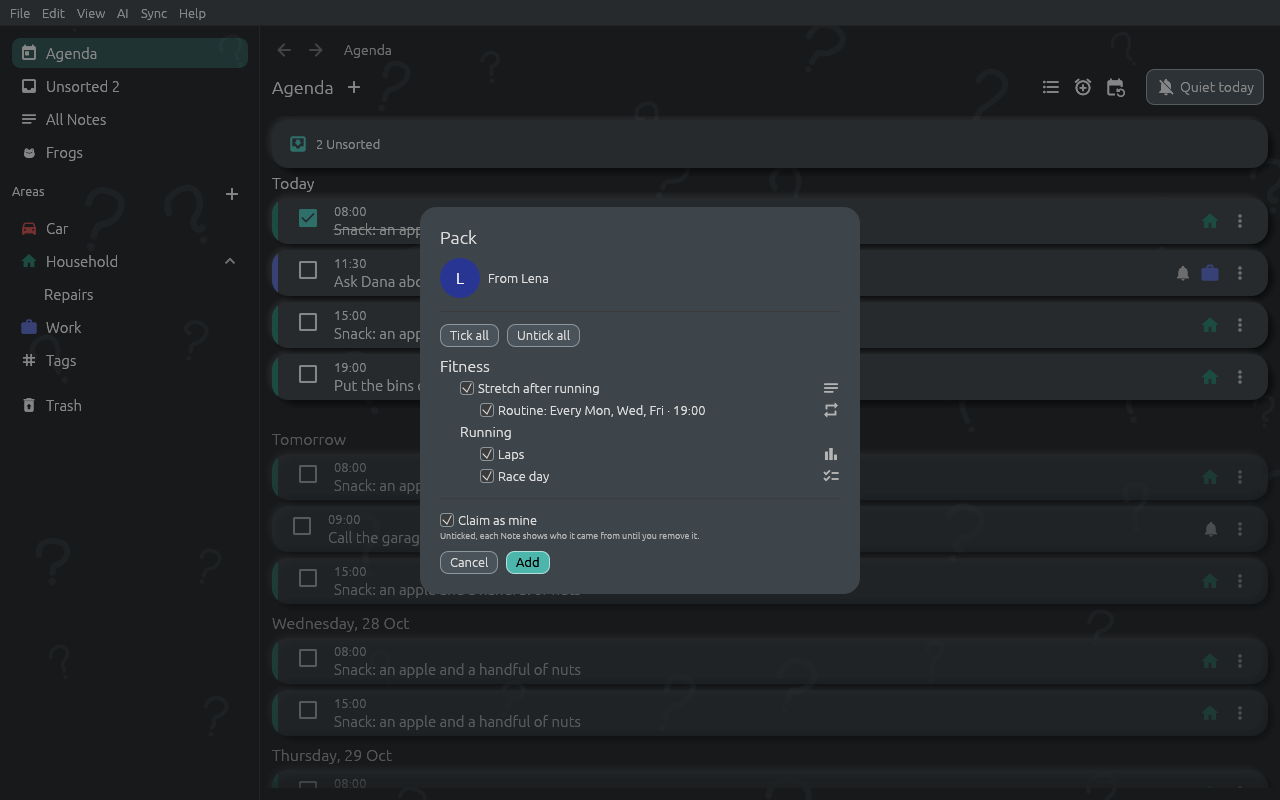 File Edit View AI Sync Help
Agenda
Unsorted 2
All Notes
Frogs
Areas
Car
Household
Repairs
Work
Tags
Trash
Agenda
Agenda
Quiet today
2 Unsorted
Today
08:00
Snack: an app
11:30
Ask Dana abo
15:00
Snack: an app
19:00
Put the bins
Tomorrow
08:00
Snack: an app
09:00
Call the garag
15:00
Snack: an apple and a handful of nuts
Wednesday, 28 Oct
08:00
Snack: an apple and a handful of nuts
15:00
Snack: an apple and a handful of nuts
Thursday, 29 Oct
08:00
Pack
L
From Lena
Tick all
Untick all
Fitness
Stretch after running
Routine: Every Mon, Wed, Fri · 19:00
Running
Laps
Race day
Claim as mine
Unticked, each Note shows who it came from until you remove it.
Cancel
Add